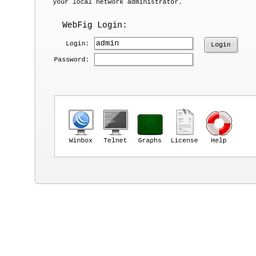 your local network administrator.
WebFig Login:
Login: admin
Login
Password:
Winbox Telnet Graphs License Help